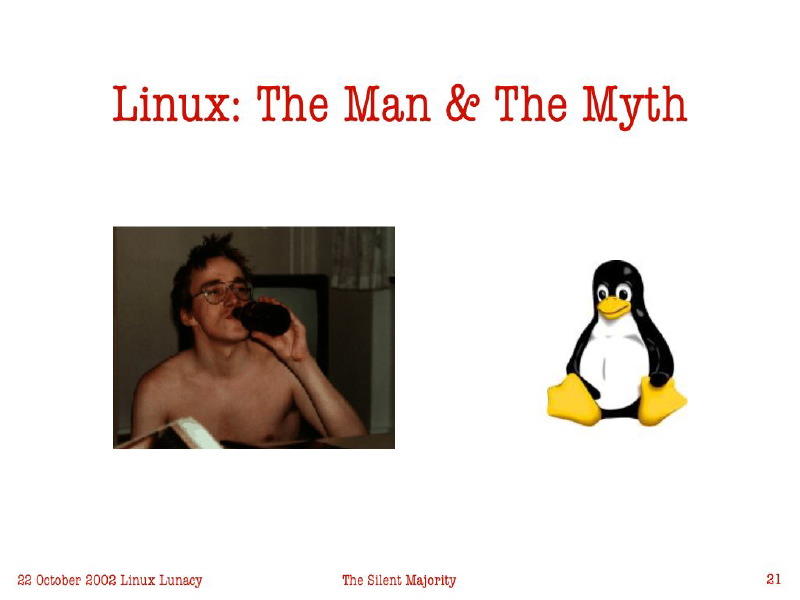 Linux: The Man & The Myth
22 October 2002 Linux Lunacy
The Silent Majority
21